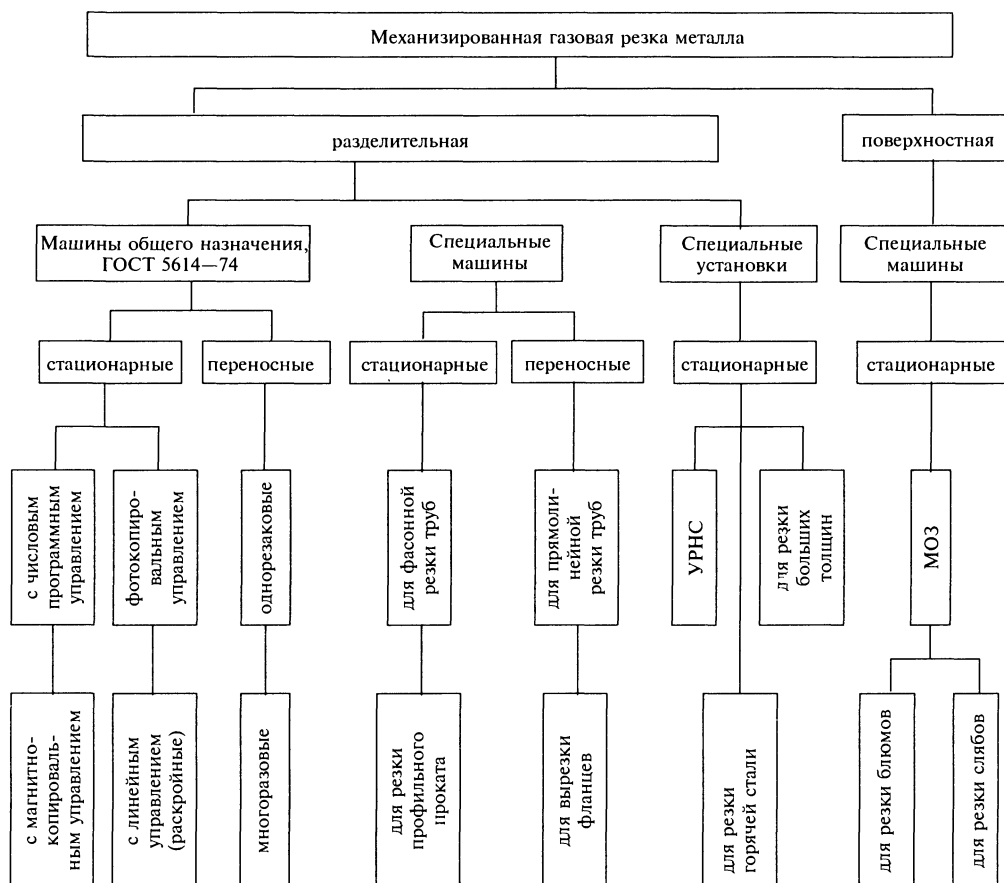 Механизированная газовая резка металла
разделительная
поверхностная
Машины общего назначения,
ГОСТ 5614—74
Специальные
машины
Специальные
установки
Специальные
машины
стационарные
переносные
стационарные
переносные
стационарные
стационарные
с числовым
программным
управлением
фотокопиро-
вальным
управлением
однорезаковые
для фасонной
резки труб
для прямоли-
нейной
резки труб
УРНС
для резки
больших
толщин
МОЗ
с магнитно-
копироваль-
ным управлением
с линейным
управлением
(раскройные)
многоразовые
для резки
профильного
проката
для вырезки
фланцев
для резки
горячей стали
для резки блюмов
для резки слябов